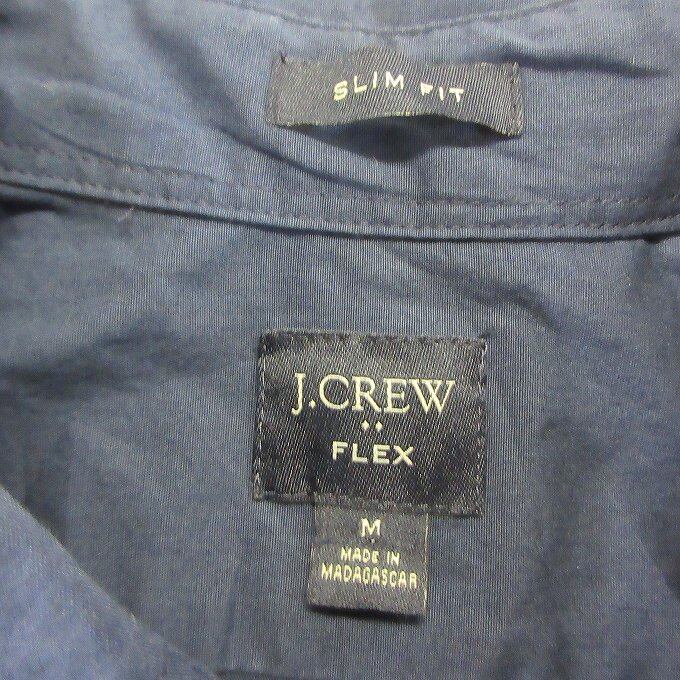 SLIM FIT
J.CREW
FLEX
M
MADE IN
MADAGASCAR